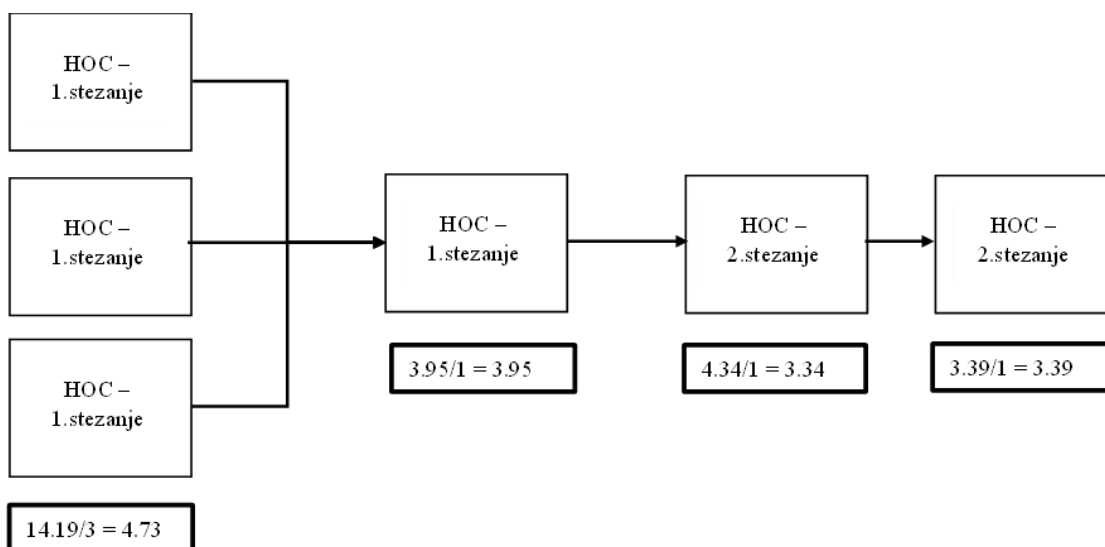 HOC –
1.stezanje
HOC –
1.stezanje
HOC –
1.stezanje
14.19/3 = 4.73
HOC –
1.stezanje
3.95/1 = 3.95
HOC –
2.stezanje
4.34/1 = 3.34
HOC –
2.stezanje
3.39/1 = 3.39